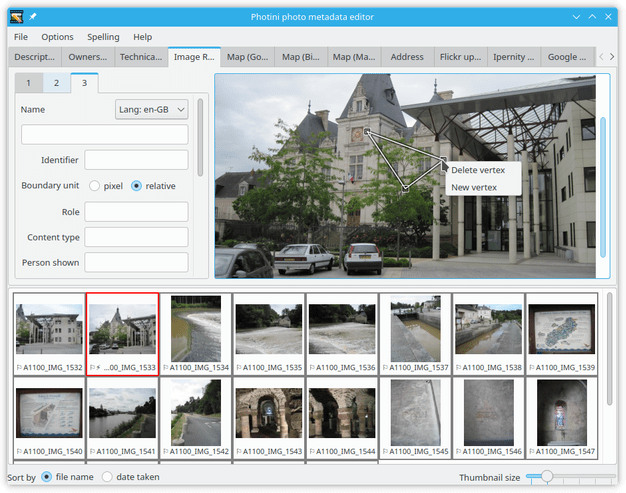 Photini photo metadata editor
File Options Spelling Help
Descript... Owners... Technica... Image R... Map (Go... Map (Bi... Map (Ma... Address Flickr up... Ipernity ... Google ...
1 2 3
Name Lang: en-GB
Identifier
Boundary unit pixel relative
Role
Content type
Person shown
Delete vertex
New vertex
A1100_IMG_1532 ...00_IMG_1533 A1100_IMG_1534 A1100_IMG_1535 A1100_IMG_1536 A1100_IMG_1537 A1100_IMG_1538 A1100_IMG_1539
A1100_IMG_1540 A1100_IMG_1541 A1100_IMG_1542 A1100_IMG_1543 A1100_IMG_1544 A1100_IMG_1545 A1100_IMG_1546 A1100_IMG_1547
Sort by file name date taken Thumbnail size